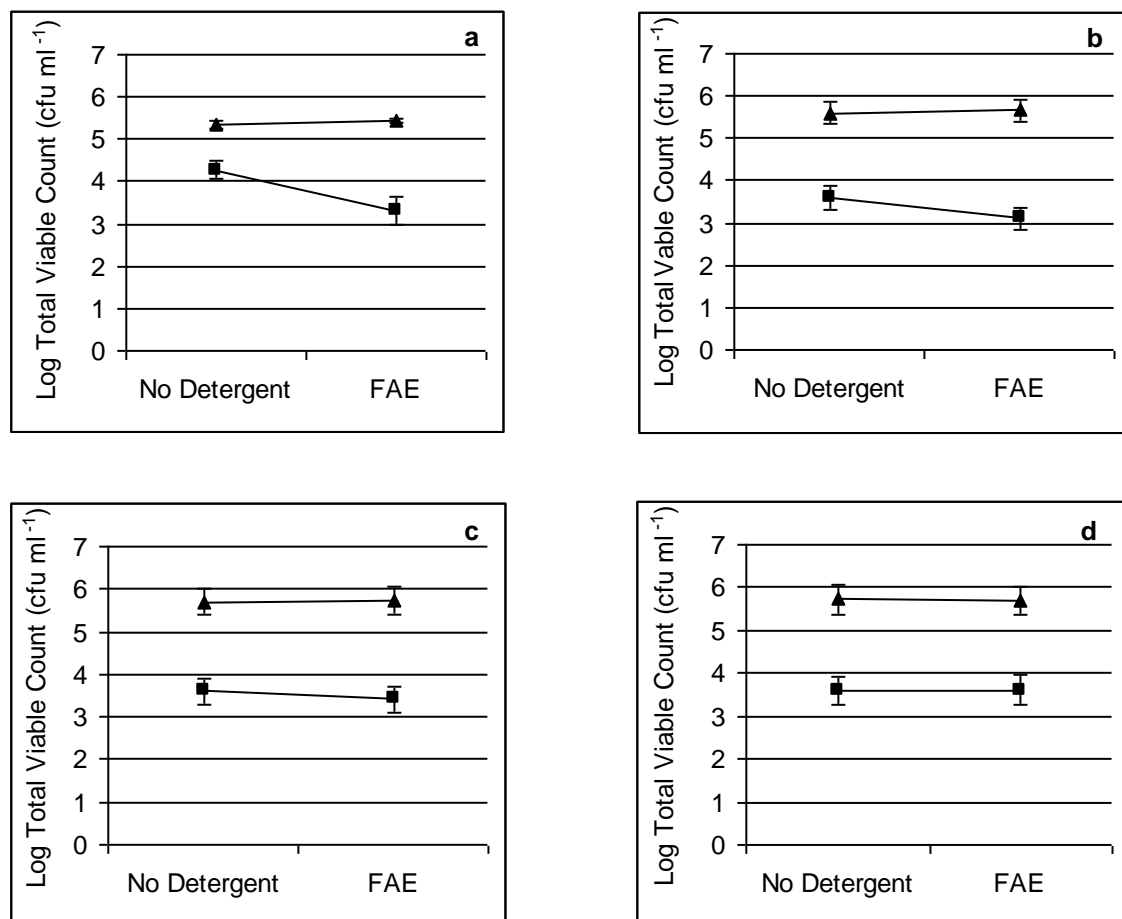 a
Log Total Viable Count (cfu ml -1)
7
6
5
4
3
2
1
0
No Detergent FAE
b
Log Total Vable Count (cfu ml -1)
7
6
5
4
3
2
1
0
No Detergent FAE
c
Log Total Viable Count (cfu ml -1)
7
6
5
4
3
2
1
0
No Detergent FAE
d
Log Total Viable Count (cfu ml -1)
7
6
5
4
3
2
1
0
No Detergent FAE